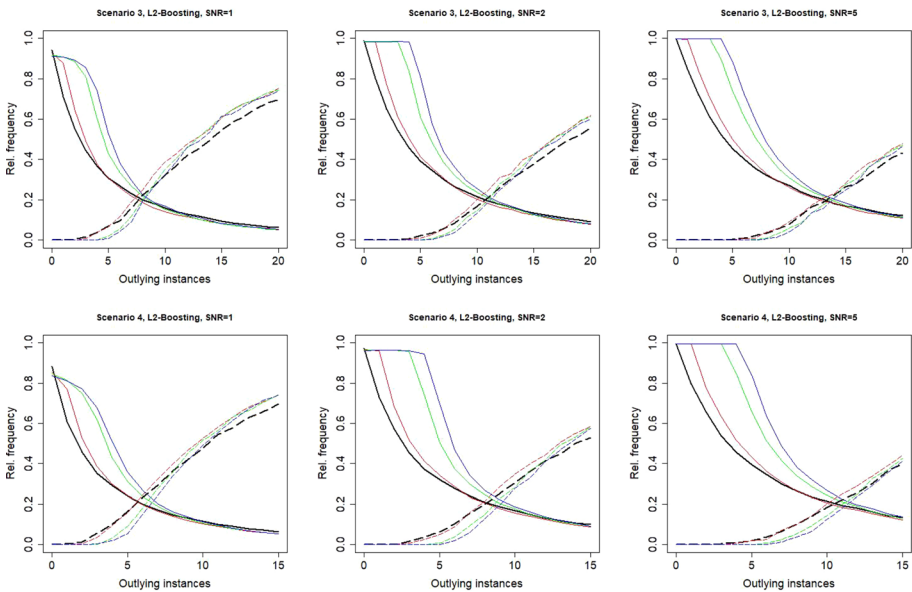 Scenario 3, L2-Boosting, SNR=1
Rel. frequency
0.0 0.2 0.4 0.6 0.8 1.0
0 5 10 15 20
Outlying instances
Scenario 3, L2-Boosting, SNR=2
Rel. frequency
0.0 0.2 0.4 0.6 0.8 1.0
0 5 10 15 20
Outlying instances
Scenario 3, L2-Boosting, SNR=5
Rel. frequency
0.0 0.2 0.4 0.6 0.8 1.0
0 5 10 15 20
Outlying instances
Scenario 4, L2-Boosting, SNR=1
Rel. frequency
0.0 0.2 0.4 0.6 0.8 1.0
0 5 10 15
Outlying instances
Scenario 4, L2-Boosting, SNR=2
Rel. frequency
0.0 0.2 0.4 0.6 0.8 1.0
0 5 10 15
Outlying instances
Scenario 4, L2-Boosting, SNR=5
Rel. frequency
0.0 0.2 0.4 0.6 0.8 1.0
0 5 10 15
Outlying instances